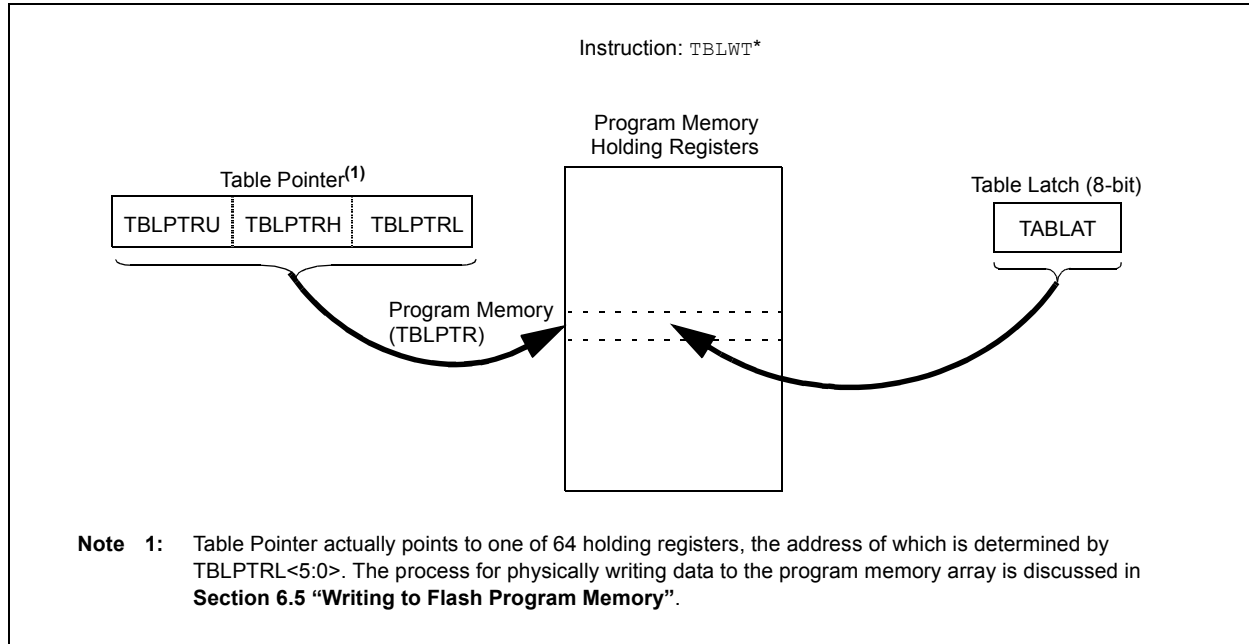 Instruction: TBLWT*
Program Memory
Holding Registers
Table Pointer(1)
Table Latch (8-bit)
TBLPTRU TBLPTRH TBLPTRL
TABLAT
Program Memory
(TBLPTR)
Note 1: Table Pointer actually points to one of 64 holding registers, the address of which is determined by
TBLPTRL<5:0>. The process for physically writing data to the program memory array is discussed in
Section 6.5 “Writing to Flash Program Memory”.